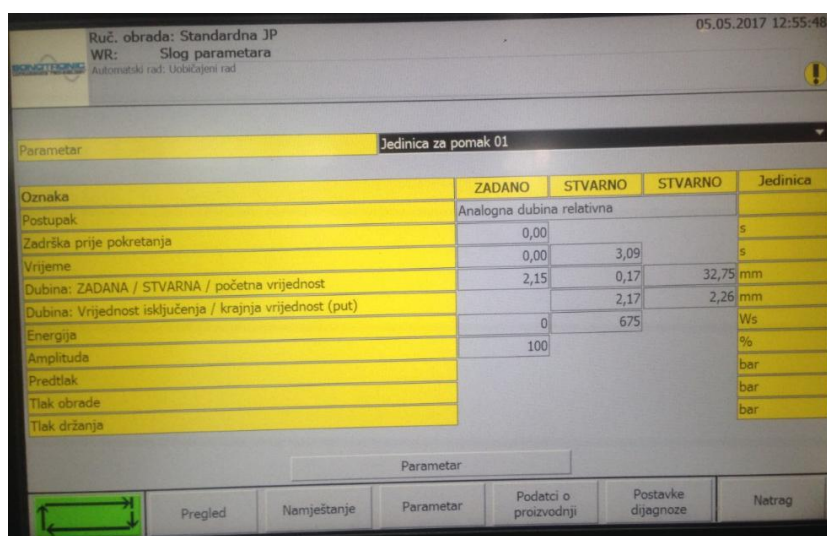 05.05.2017 12:55:48
Ruč. obrada: Standardna JP
WR: Slog parametara
SONOTRONIC
Automatski rad: Uobičajeni rad
Parametar Jedinica za pomak 01
Oznaka ZADANO STVARNO STVARNO Jedinica
Postupak Analogna dubina relativna
Zadrška prije pokretanja 0,00 s
Vrijeme 0,00 3,09 s
Dubina: ZADANA / STVARNA / početna vrijednost 2,15 0,17 32,75 mm
Dubina: Vrijednost isključenja / krajnja vrijednost (put) 2,17 2,26 mm
Energija 0 675 Ws
Amplituda 100 %
Predtlak bar
Tlak obrade bar
Tlak držanja bar
Parametar
Pregled Namještanje Parametar Podatci o proizvodnji Postavke dijagnoze Natrag